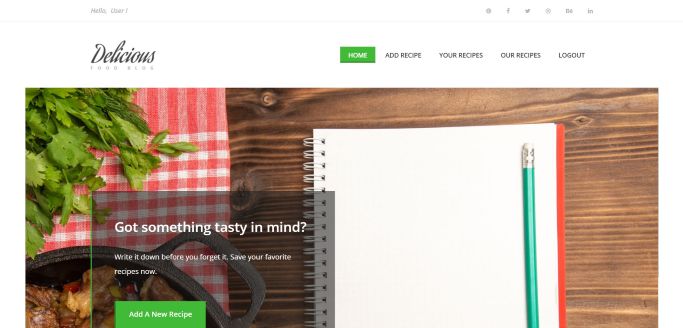 Hello, User !
Delicious
FOOD BLOG
HOME
ADD RECIPE
YOUR RECIPES
OUR RECIPES
LOGOUT
Got something tasty in mind?
Write it down before you forget it. Save your favorite
recipes now.
Add A New Recipe